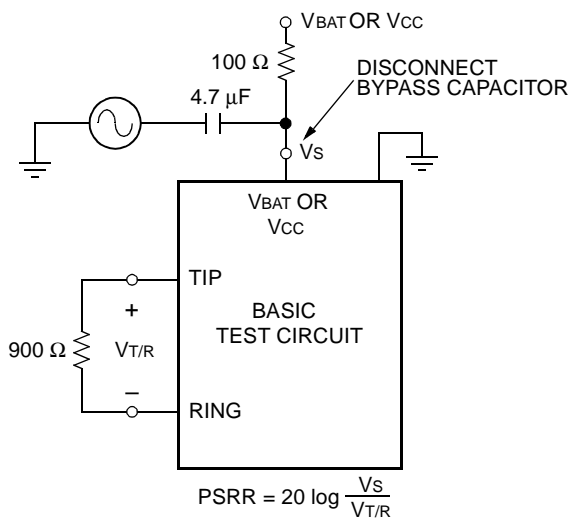 VBAT OR VCC
100 Ω
DISCONNECT
BYPASS CAPACITOR
4.7 µF
VS
VBAT OR
VCC
TIP
+
BASIC
TEST CIRCUIT
900 Ω
VT/R
–
RING
PSRR = 20 log VS
VT/R